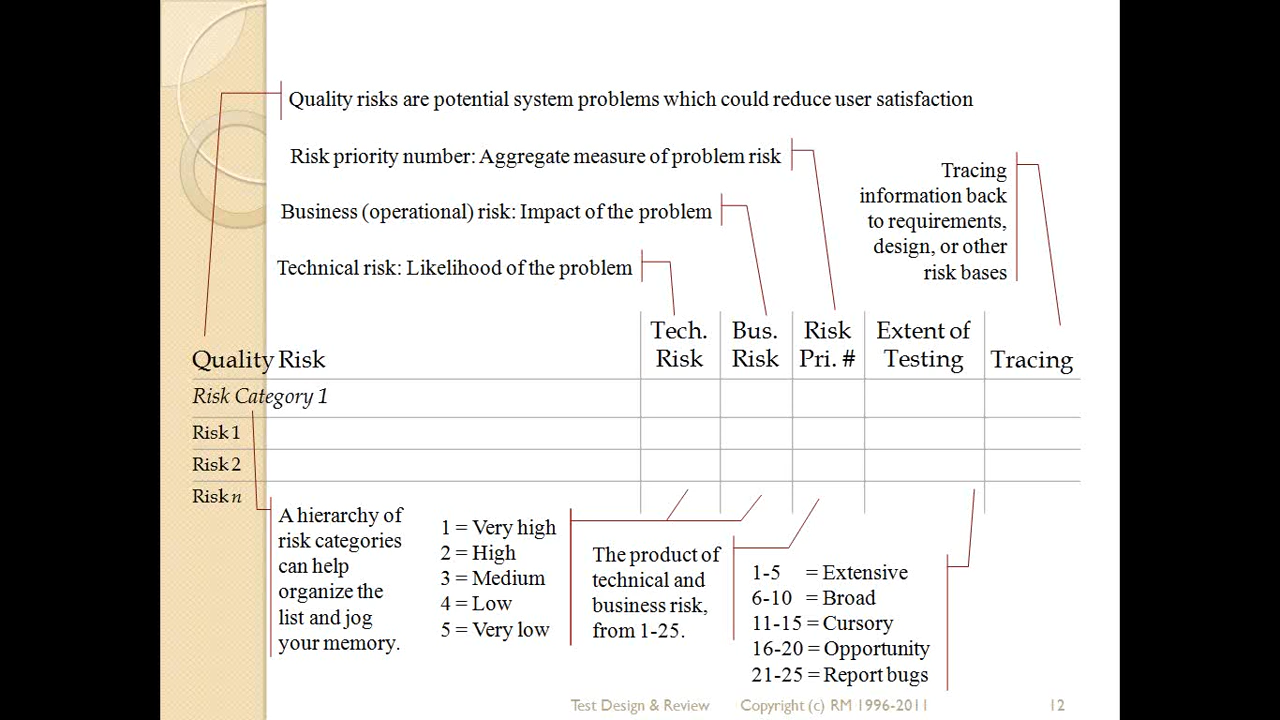 Quality risks are potential system problems which could reduce user satisfaction
Risk priority number: Aggregate measure of problem risk
Business (operational) risk: Impact of the problem
Technical risk: Likelihood of the problem
Tracing
information back
to requirements,
design, or other
risk bases
Quality Risk
Tech.
Risk
Bus.
Risk
Risk
Pri. #
Extent of
Testing
Tracing
Risk Category 1
Risk 1
Risk 2
Risk n
A hierarchy of
risk categories
can help
organize the
list and jog
your memory.
1 = Very high
2 = High
3 = Medium
4 = Low
5 = Very low
The product of
technical and
business risk,
from 1-25.
1-5 = Extensive
6-10 = Broad
11-15 = Cursory
16-20 = Opportunity
21-25 = Report bugs
Test Design & Review Copyright (c) RM 1996-2011 12